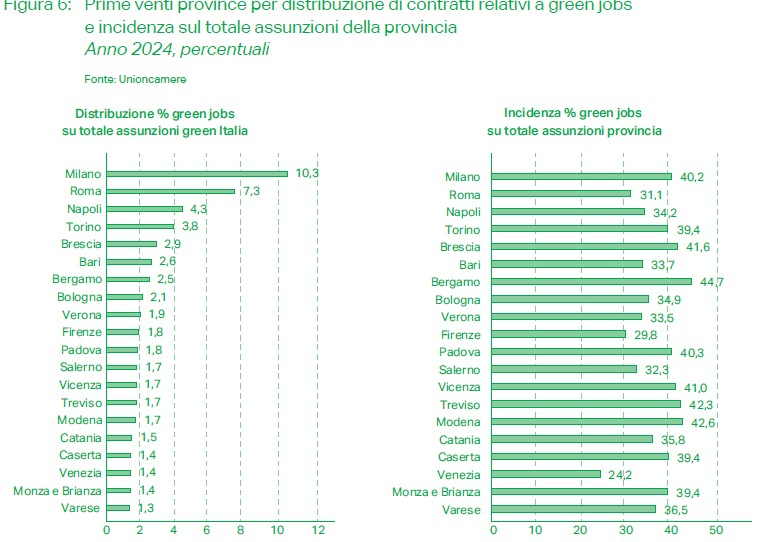 Figura 6: Prime venti province per distribuzione di contratti relativi a green jobs
e incidenza sul totale assunzioni della provincia
Anno 2024, percentuali
Fonte: Unioncamere
Distribuzione % green jobs
su totale assunzioni green Italia
Milano 10,3
Roma 7,3
Napoli 4,3
Torino 3,8
Brescia 2,9
Bari 2,6
Bergamo 2,5
Bologna 2,1
Verona 1,9
Firenze 1,8
Padova 1,8
Salerno 1,7
Vicenza 1,7
Treviso 1,7
Modena 1,7
Catania 1,5
Caserta 1,4
Venezia 1,4
Monza e Brianza 1,4
Varese 1,3
0 2 4 6 8 10 12
Incidenza % green jobs
su totale assunzioni provincia
Milano 40,2
Roma 31,1
Napoli 34,2
Torino 39,4
Brescia 41,6
Bari 33,7
Bergamo 44,7
Bologna 34,9
Verona 33,5
Firenze 29,8
Padova 40,3
Salerno 32,3
Vicenza 41,0
Treviso 42,3
Modena 42,6
Catania 35,8
Caserta 39,4
Venezia 24,2
Monza e Brianza 39,4
Varese 36,5
0 10 20 30 40 50